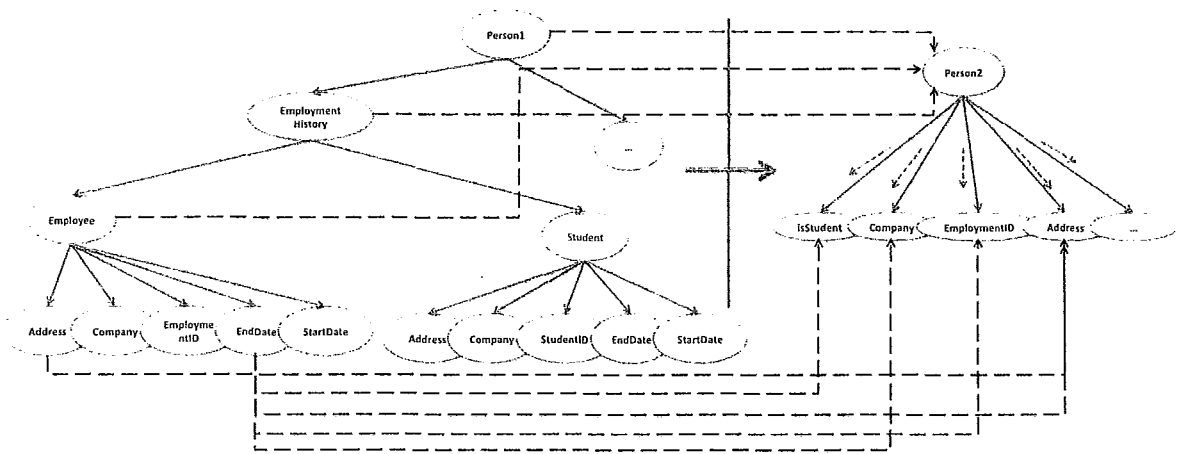 Person1
Person2
Employment
History
...
Employee
Student
isStudent
Company
EmploymentID
Address
...
Address
Company
Employme
ntID
EndDate
StartDate
Address
Company
StudentID
EndDate
StartDate